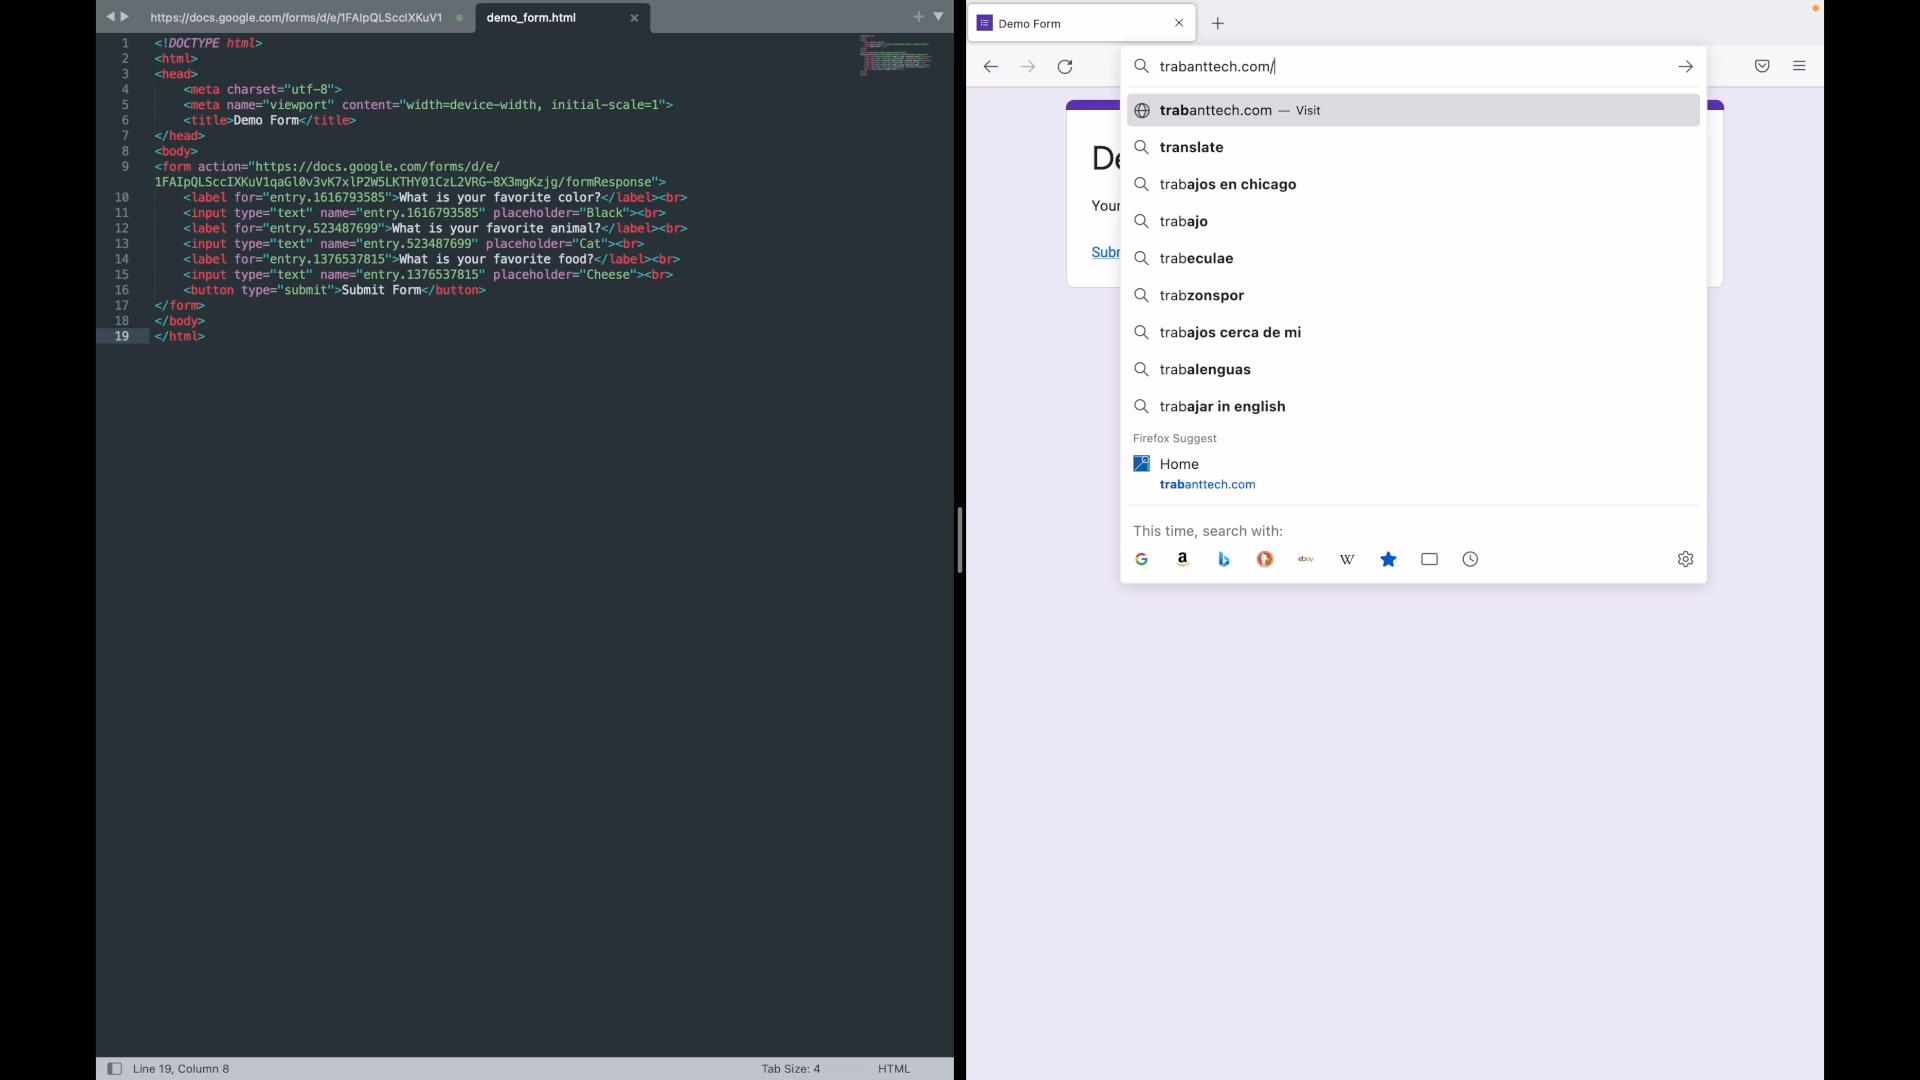 https://docs.google.com/forms/d/e/1FAIpQLSccIXKuV1
demo_form.html
1 <!DOCTYPE html>
2 <html>
3 <head>
4 <meta charset="utf-8">
5 <meta name="viewport" content="width=device-width, initial-scale=1">
6 <title>Demo Form</title>
7 </head>
8 <body>
9 <form action="https://docs.google.com/forms/d/e/
1FAIpQLSccIXKuV1qaGl0v3vK7xlP2W5LKTHY01CzL2VRG-8X3mgKzjg/formResponse">
10 <label for="entry.1616793585">What is your favorite color?</label><br>
11 <input type="text" name="entry.1616793585" placeholder="Black"><br>
12 <label for="entry.523487699">What is your favorite animal?</label><br>
13 <input type="text" name="entry.523487699" placeholder="Cat"><br>
14 <label for="entry.1376537815">What is your favorite food?</label><br>
15 <input type="text" name="entry.1376537815" placeholder="Cheese"><br>
16 <button type="submit">Submit Form</button>
17 </form>
18 </body>
19 </html>
Line 19, Column 8
Tab Size: 4
HTML
Demo Form
trabanttech.com/
trabanttech.com — Visit
translate
trabajos en chicago
trabajo
trabeculae
trabzonspor
trabajos cerca de mi
trabalenguas
trabajar in english
Firefox Suggest
Home
trabanttech.com
This time, search with:
a
ebay
W
De
Your
Subr